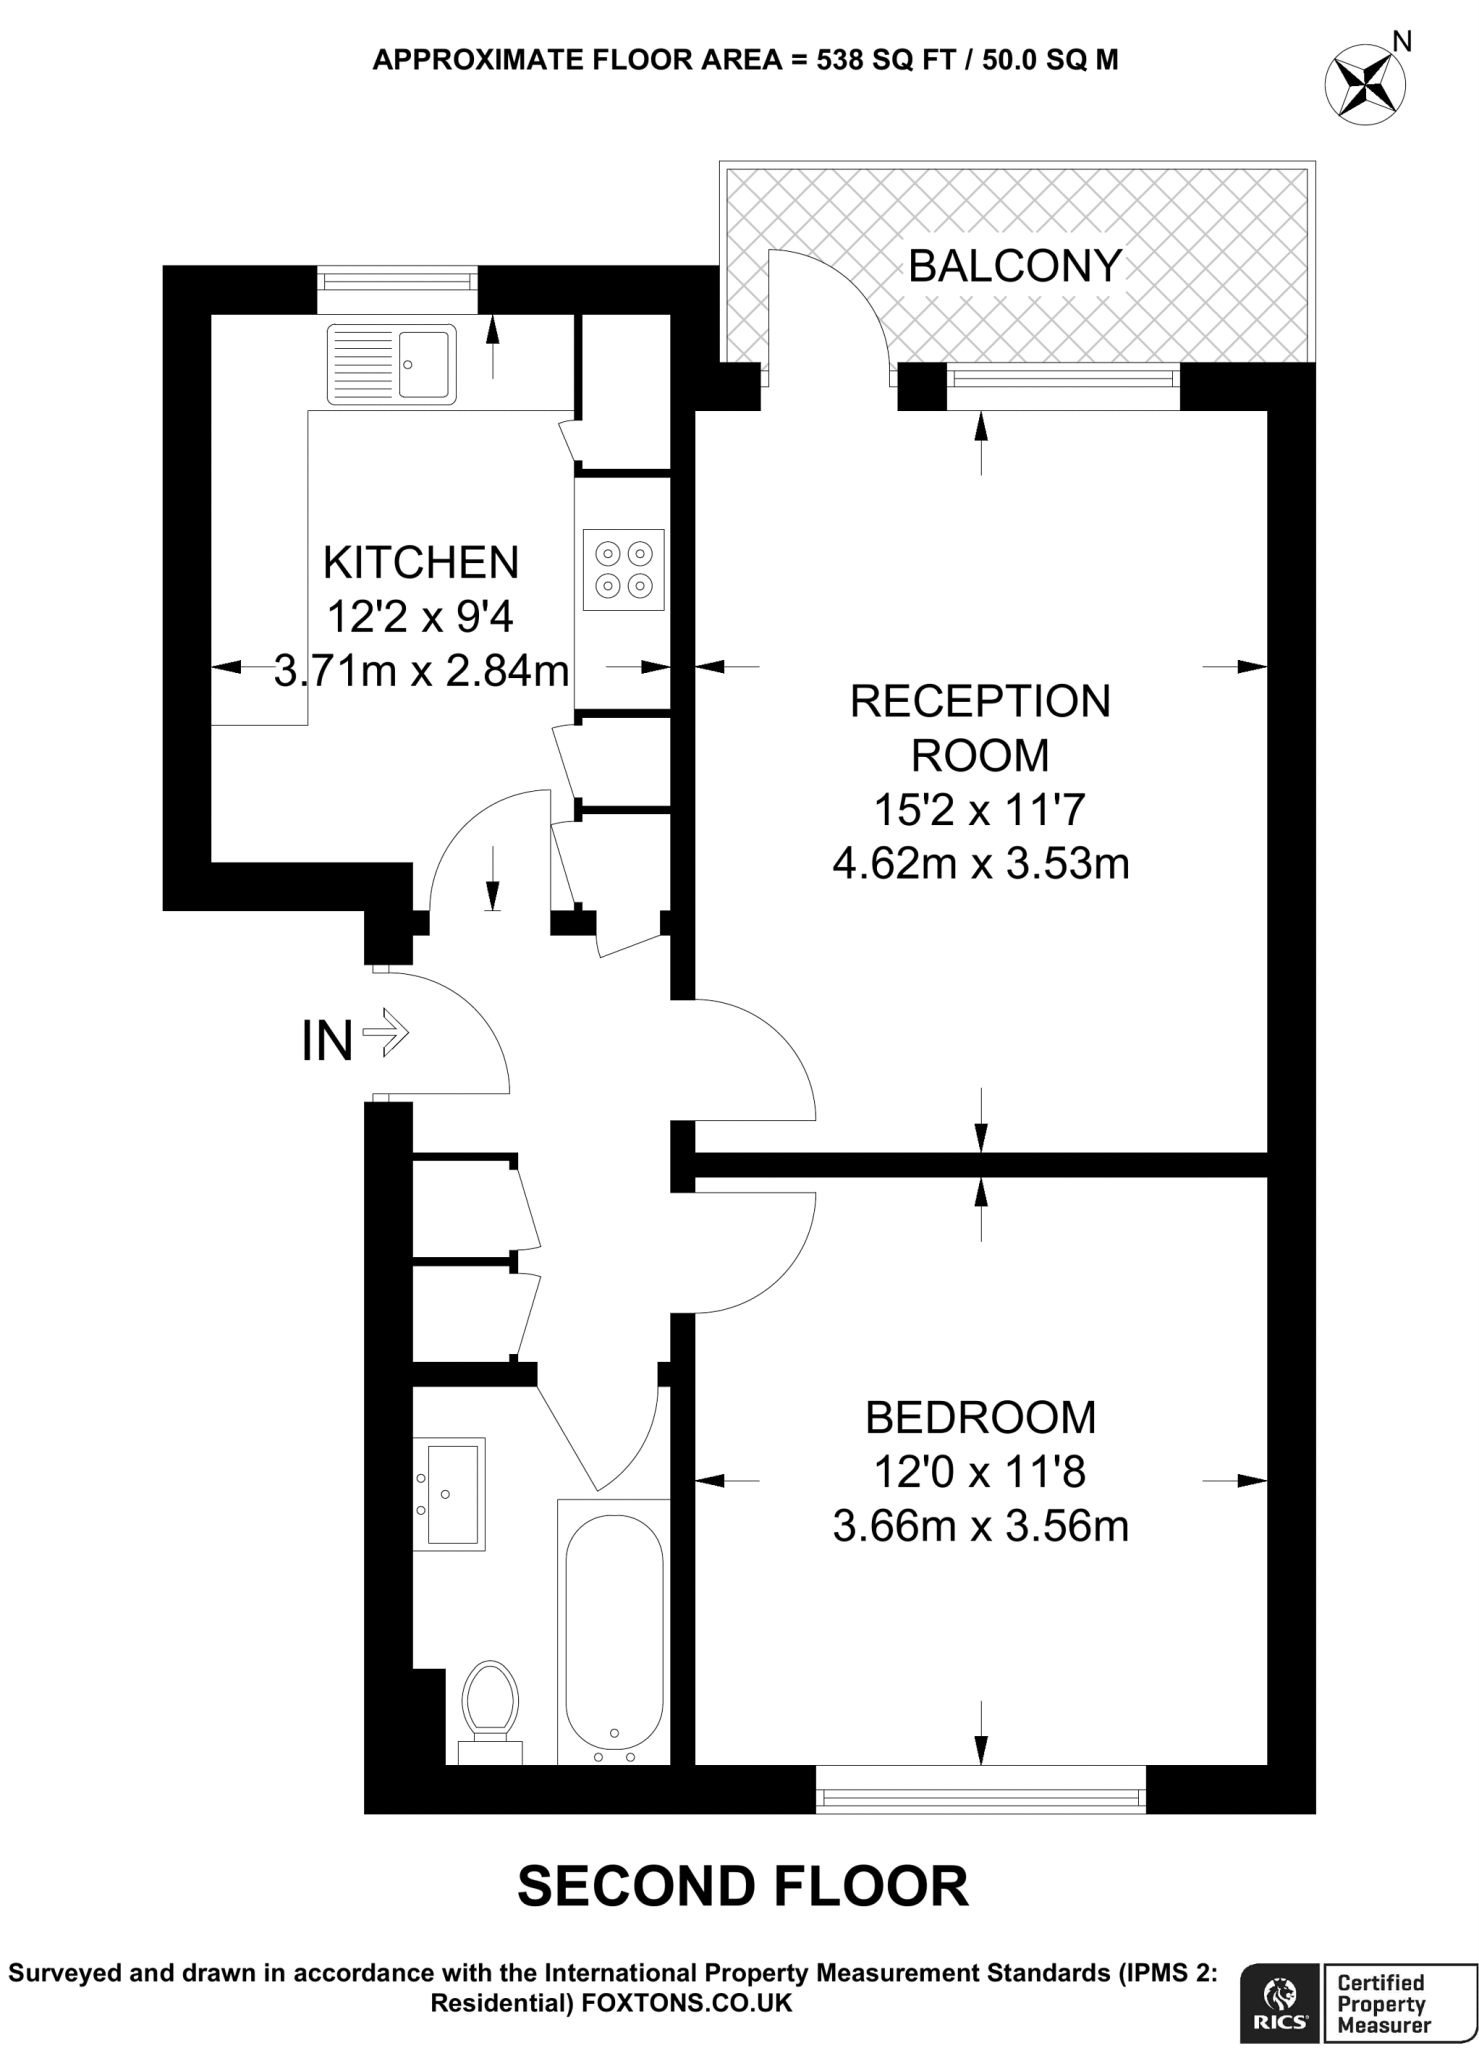 APPROXIMATE FLOOR AREA = 538 SQ FT / 50.0 SQ M
N
BALCONY
KITCHEN
12'2 x 9'4
3.71m x 2.84m
RECEPTION
ROOM
15'2 x 11'7
4.62m x 3.53m
IN
BEDROOM
12'0 x 11'8
3.66m x 3.56m
SECOND FLOOR
Surveyed and drawn in accordance with the International Property Measurement Standards (IPMS 2:
Residential) FOXTONS.CO.UK
RICS
Certified
Property
Measurer